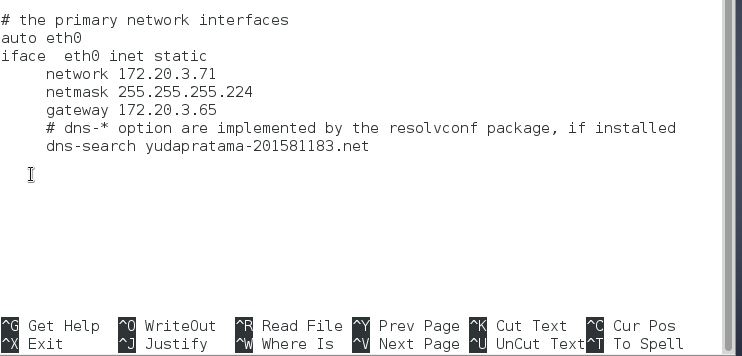 # the primary network interfaces
auto eth0
iface  eth0 inet static
     network 172.20.3.71
     netmask 255.255.255.224
     gateway 172.20.3.65
     # dns-* option are implemented by the resolvconf package, if installed
     dns-search yudapratama-201581183.net
^G Get Help  ^O WriteOut  ^R Read File ^Y Prev Page ^K Cut Text  ^C Cur Pos
^X Exit      ^J Justify   ^W Where Is  ^V Next Page ^U UnCut Text^T To Spell